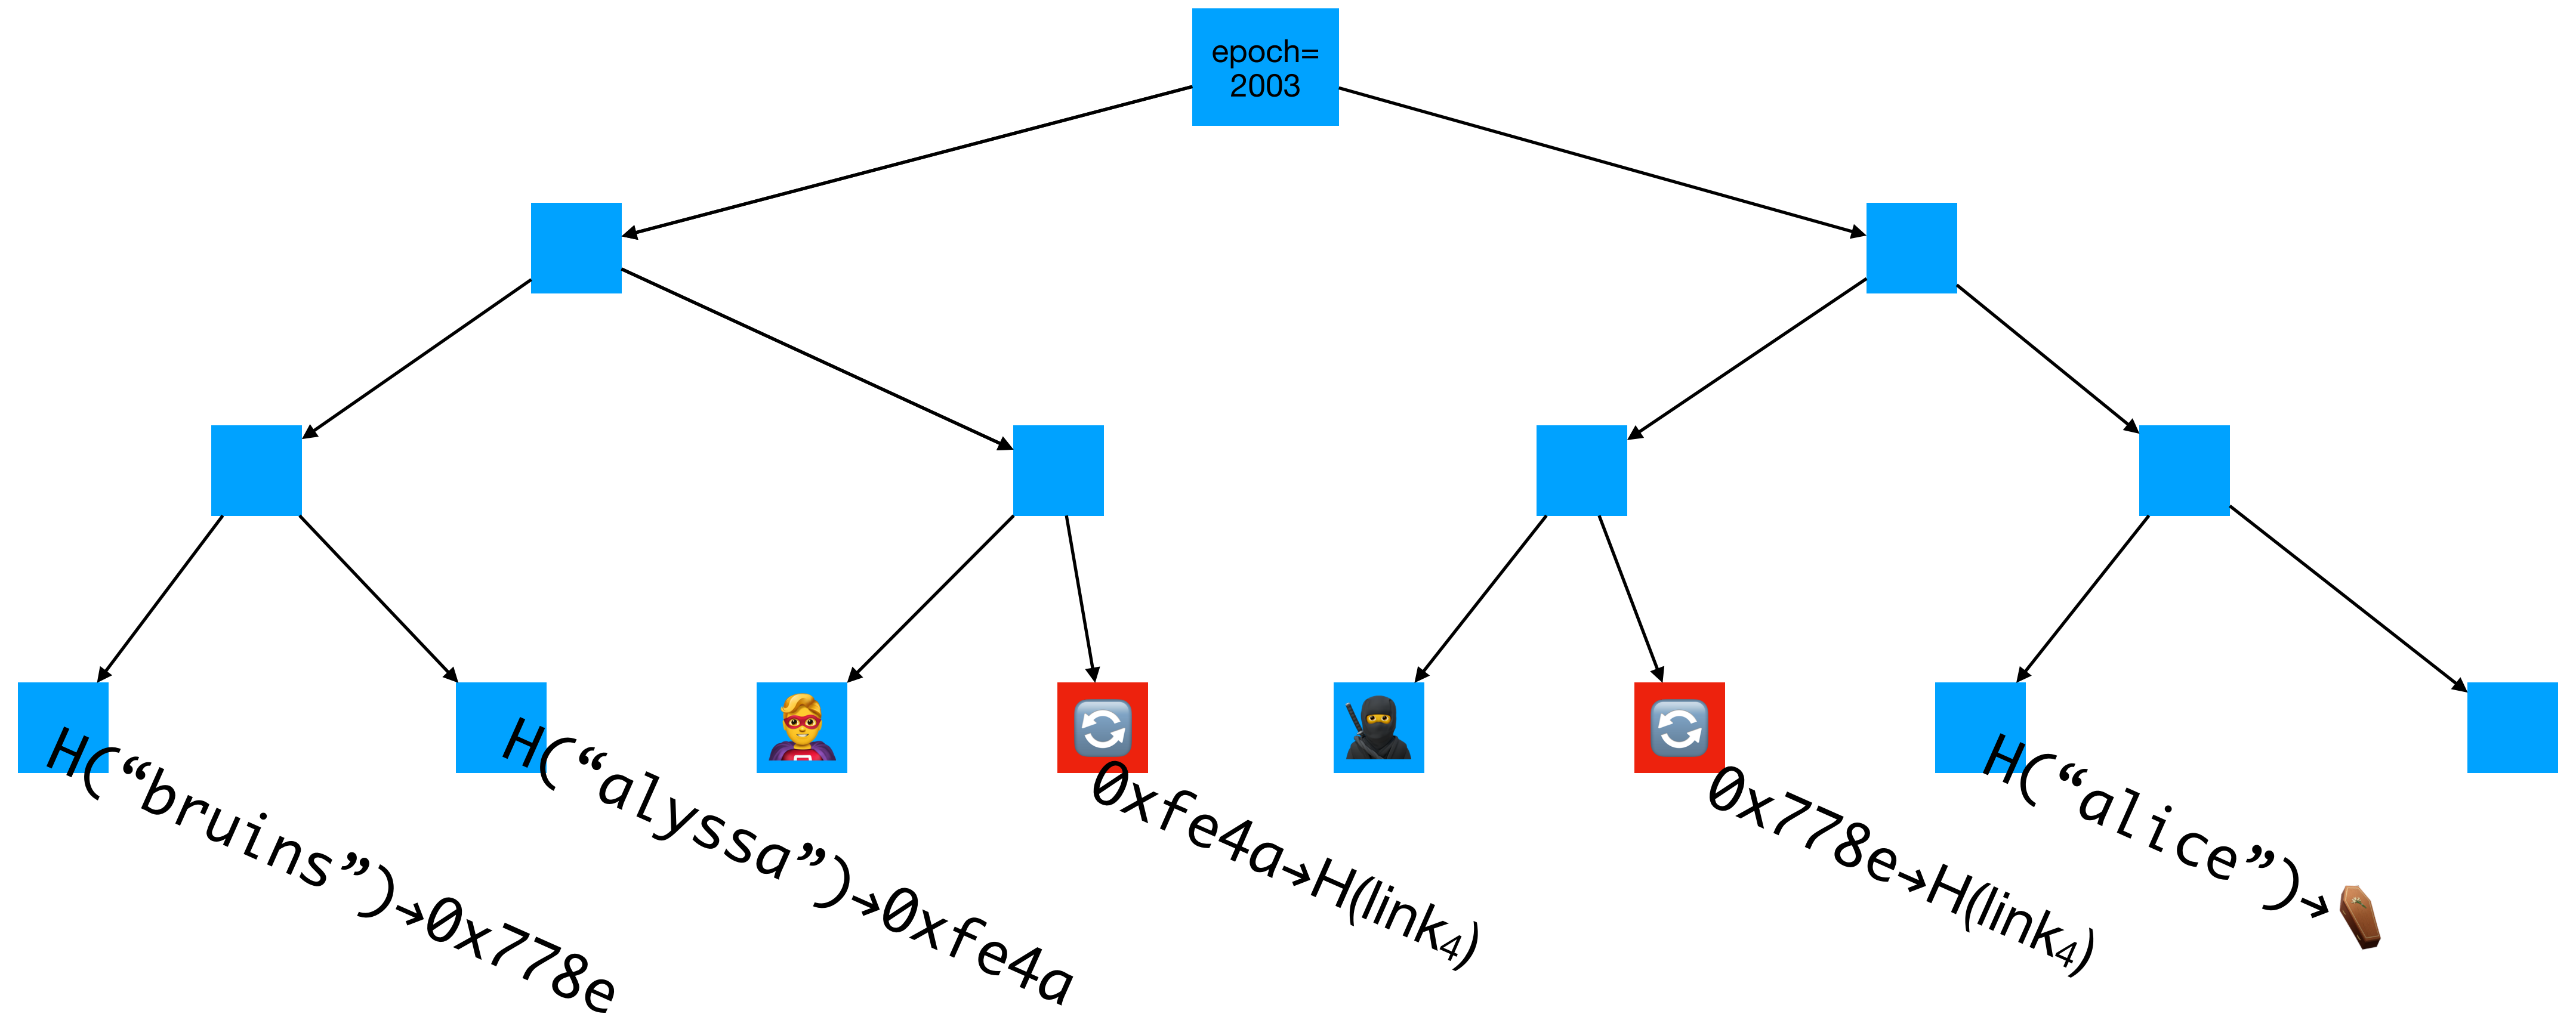 epoch=
2003
H(“bruins”)→0x778e
H(“alyssa”)→0xfe4a
0xfe4a→H(link₄)
0x778e→H(link₄)
H(“alice”)→⚰️